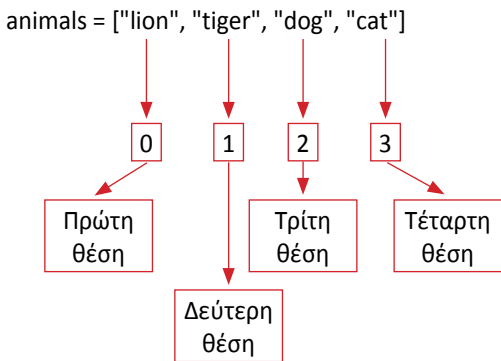 animals = ["lion", "tiger", "dog", "cat"]
0 1 2 3
Πρώτη
θέση
Τρίτη
θέση
Τέταρτη
θέση
Δεύτερη
θέση